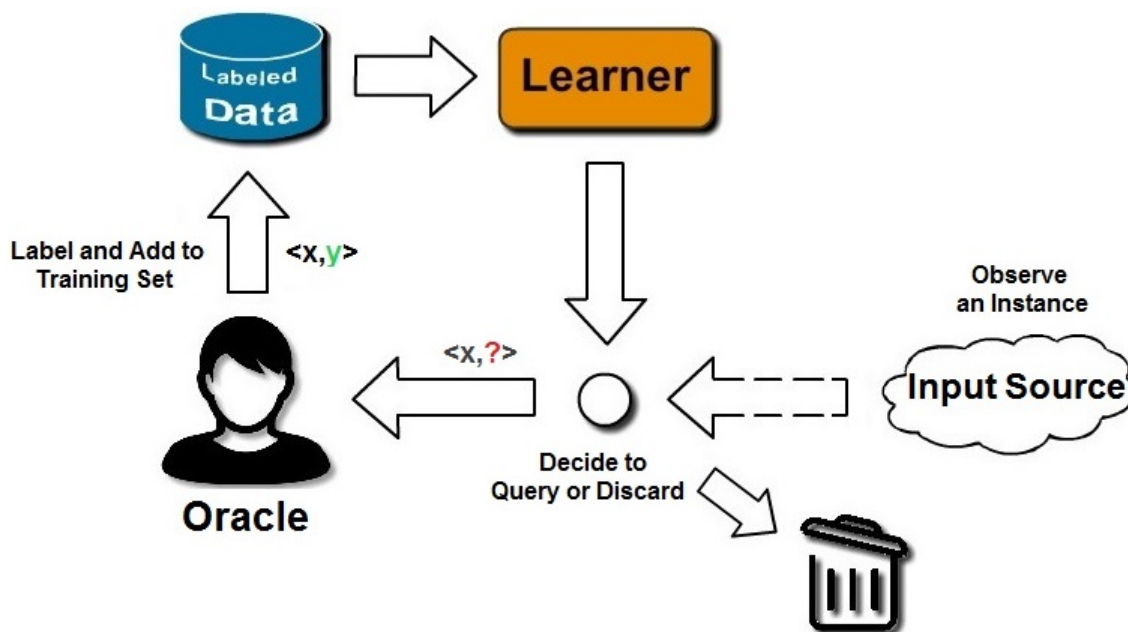 Labeled
Data
Learner
Label and Add to
Training Set
<x,y>
Observe
an Instance
<x,?>
Input Source
Decide to
Query or Discard
Oracle